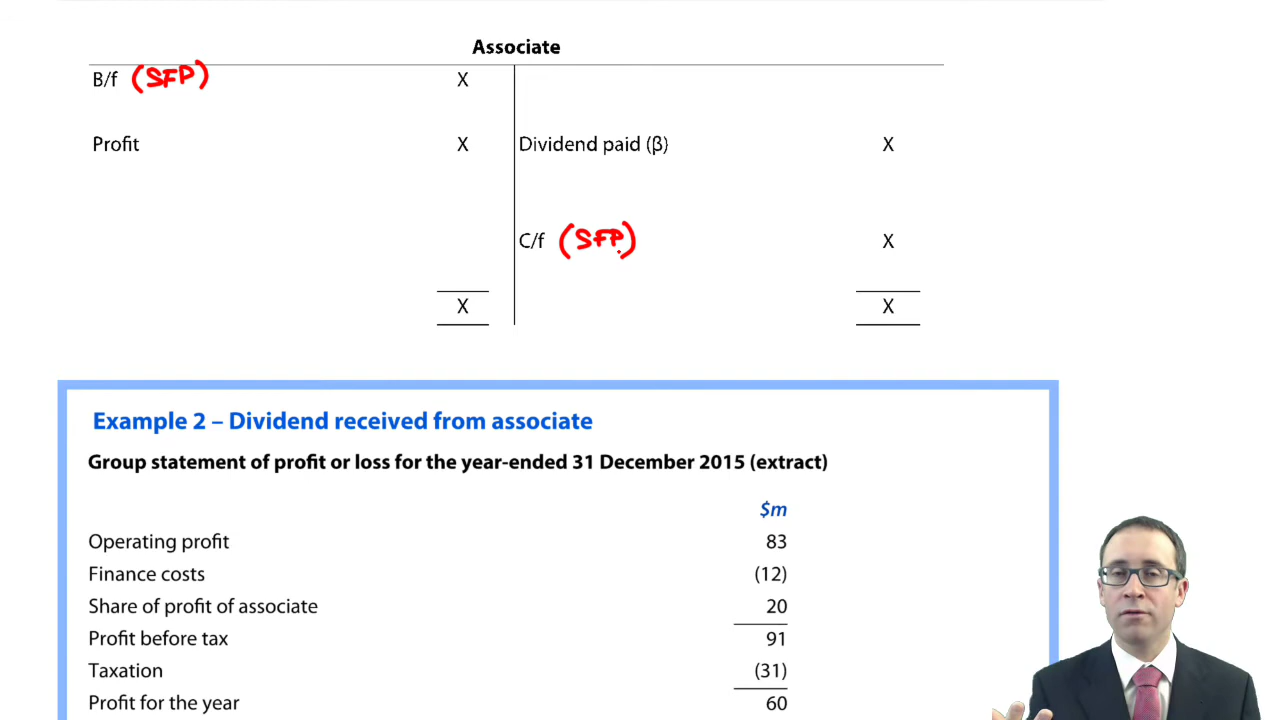 Associate
B/f (SFP) X
Profit X Dividend paid (β) X
C/f (SFP) X
X X
Example 2 – Dividend received from associate
Group statement of profit or loss for the year-ended 31 December 2015 (extract)
$m
Operating profit 83
Finance costs (12)
Share of profit of associate 20
Profit before tax 91
Taxation (31)
Profit for the year 60